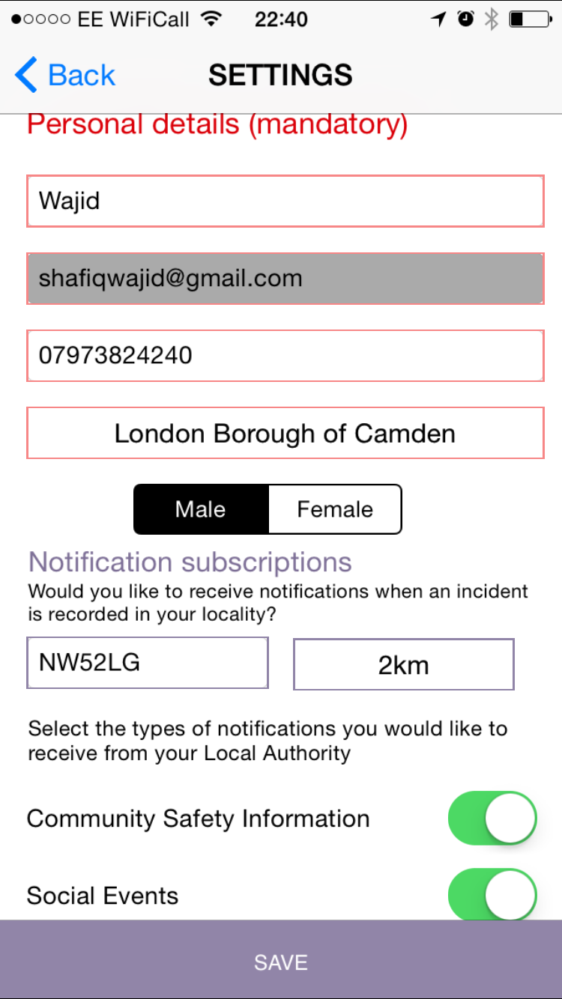 EE WiFiCall 22:40
Back SETTINGS
Personal details (mandatory)
Wajid
shafiqwajid@gmail.com
07973824240
London Borough of Camden
Male Female
Notification subscriptions
Would you like to receive notifications when an incident
is recorded in your locality?
NW52LG 2km
Select the types of notifications you would like to
receive from your Local Authority
Community Safety Information
Social Events
SAVE